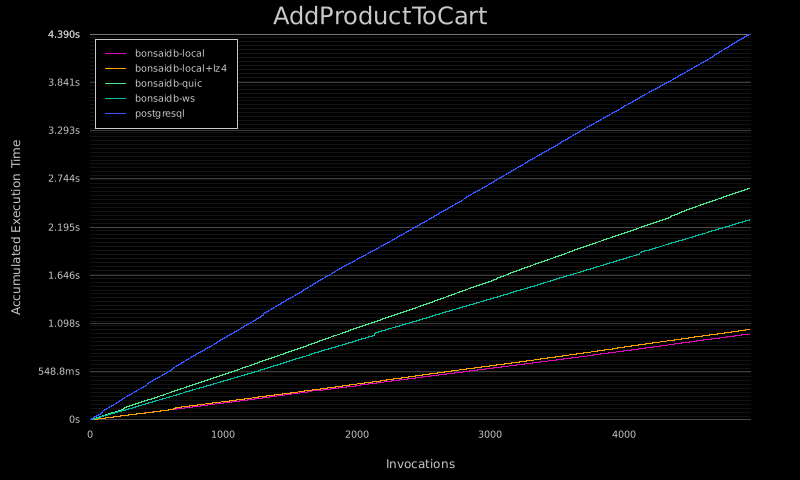 AddProductToCart
4.390s
3.841s
3.293s
2.744s
2.195s
1.646s
1.098s
548.8ms
0s
Accumulated Execution Time
bonsaidb-local
bonsaidb-local+lz4
bonsaidb-quic
bonsaidb-ws
postgresql
0
1000
2000
3000
4000
Invocations